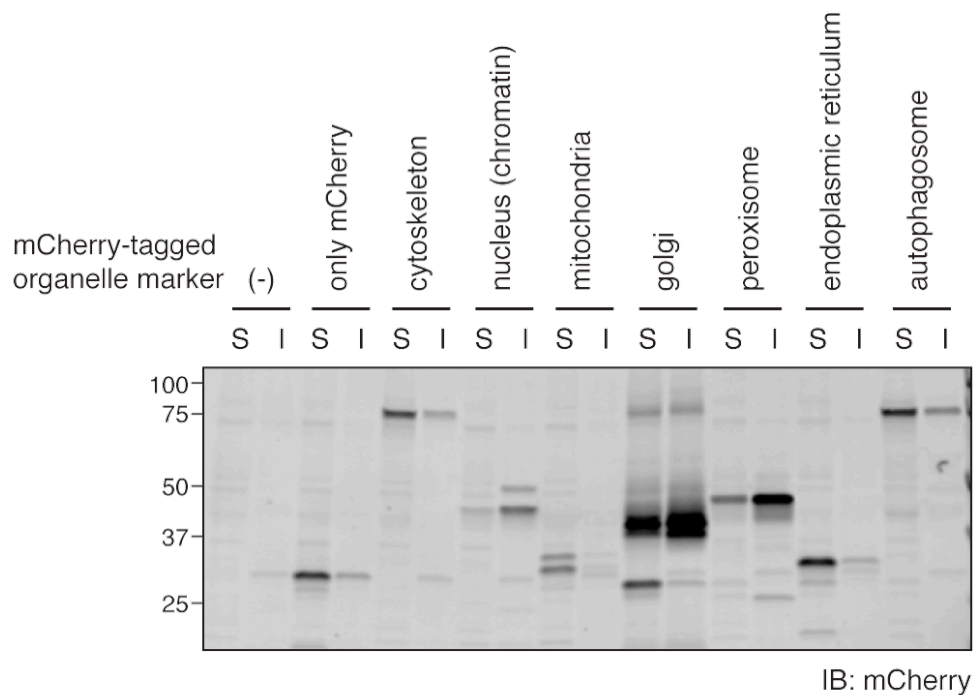 mCherry-tagged
organelle marker
(-)
only mCherry
cytoskeleton
nucleus (chromatin)
mitochondria
golgi
peroxisome
endoplasmic reticulum
autophagosome
S I S I S I S I S I S I S I S I S I
100
75
50
37
25
IB: mCherry